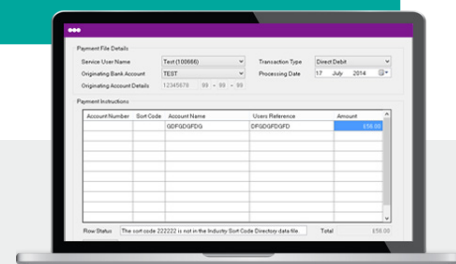 Payment File Details
Service User Name Test (100666) Transaction Type Direct Debit
Originating Bank Account TEST Processing Date 17 July 2014
Originating Account Details 12345678 99 - 99 - 99
Payment Instructions
Account Number Sort Code Account Name Users Reference Amount
GDFGDGFDG DFGDGFDGFD £56.00
Row Status The sort code 222222 is not in the Industry Sort Code Directory data file. Total £56.00